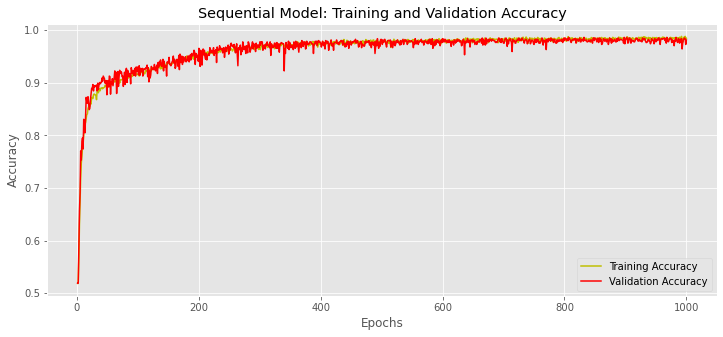 Sequential Model: Training and Validation Accuracy
1.0
0.9
0.8
0.7
0.6
0.5
Accuracy
0
200
400
600
800
1000
Epochs
Training Accuracy
Validation Accuracy